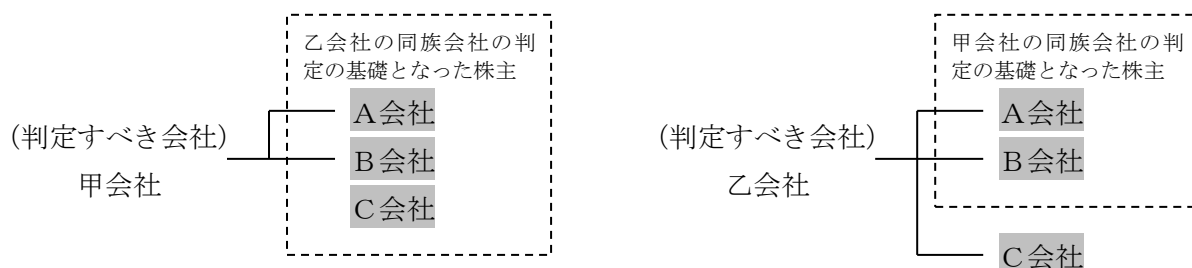 乙会社の同族会社の判
定の基礎となった株主
A会社
B会社
C会社
(判定すべき会社)
甲会社
甲会社の同族会社の判
定の基礎となった株主
A会社
B会社
C会社
(判定すべき会社)
乙会社